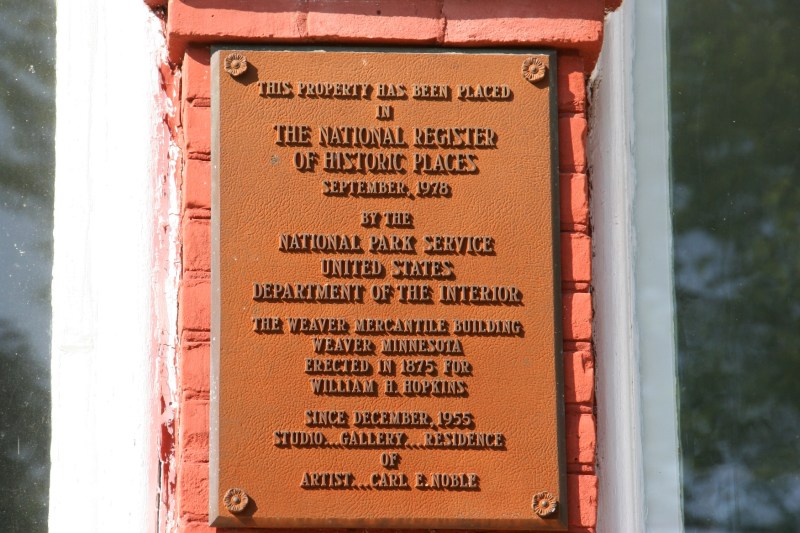 THIS PROPERTY HAS BEEN PLACED
IN
THE NATIONAL REGISTER
OF HISTORIC PLACES
SEPTEMBER, 1978
BY THE
NATIONAL PARK SERVICE
UNITED STATES
DEPARTMENT OF THE INTERIOR
THE WEAVER MERCANTILE BUILDING
WEAVER MINNESOTA
ERECTED IN 1875 FOR
WILLIAM H. HOPKINS
SINCE DECEMBER, 1955
STUDIO...GALLERY...RESIDENCE
OF
ARTIST...CARL E. NOBLE